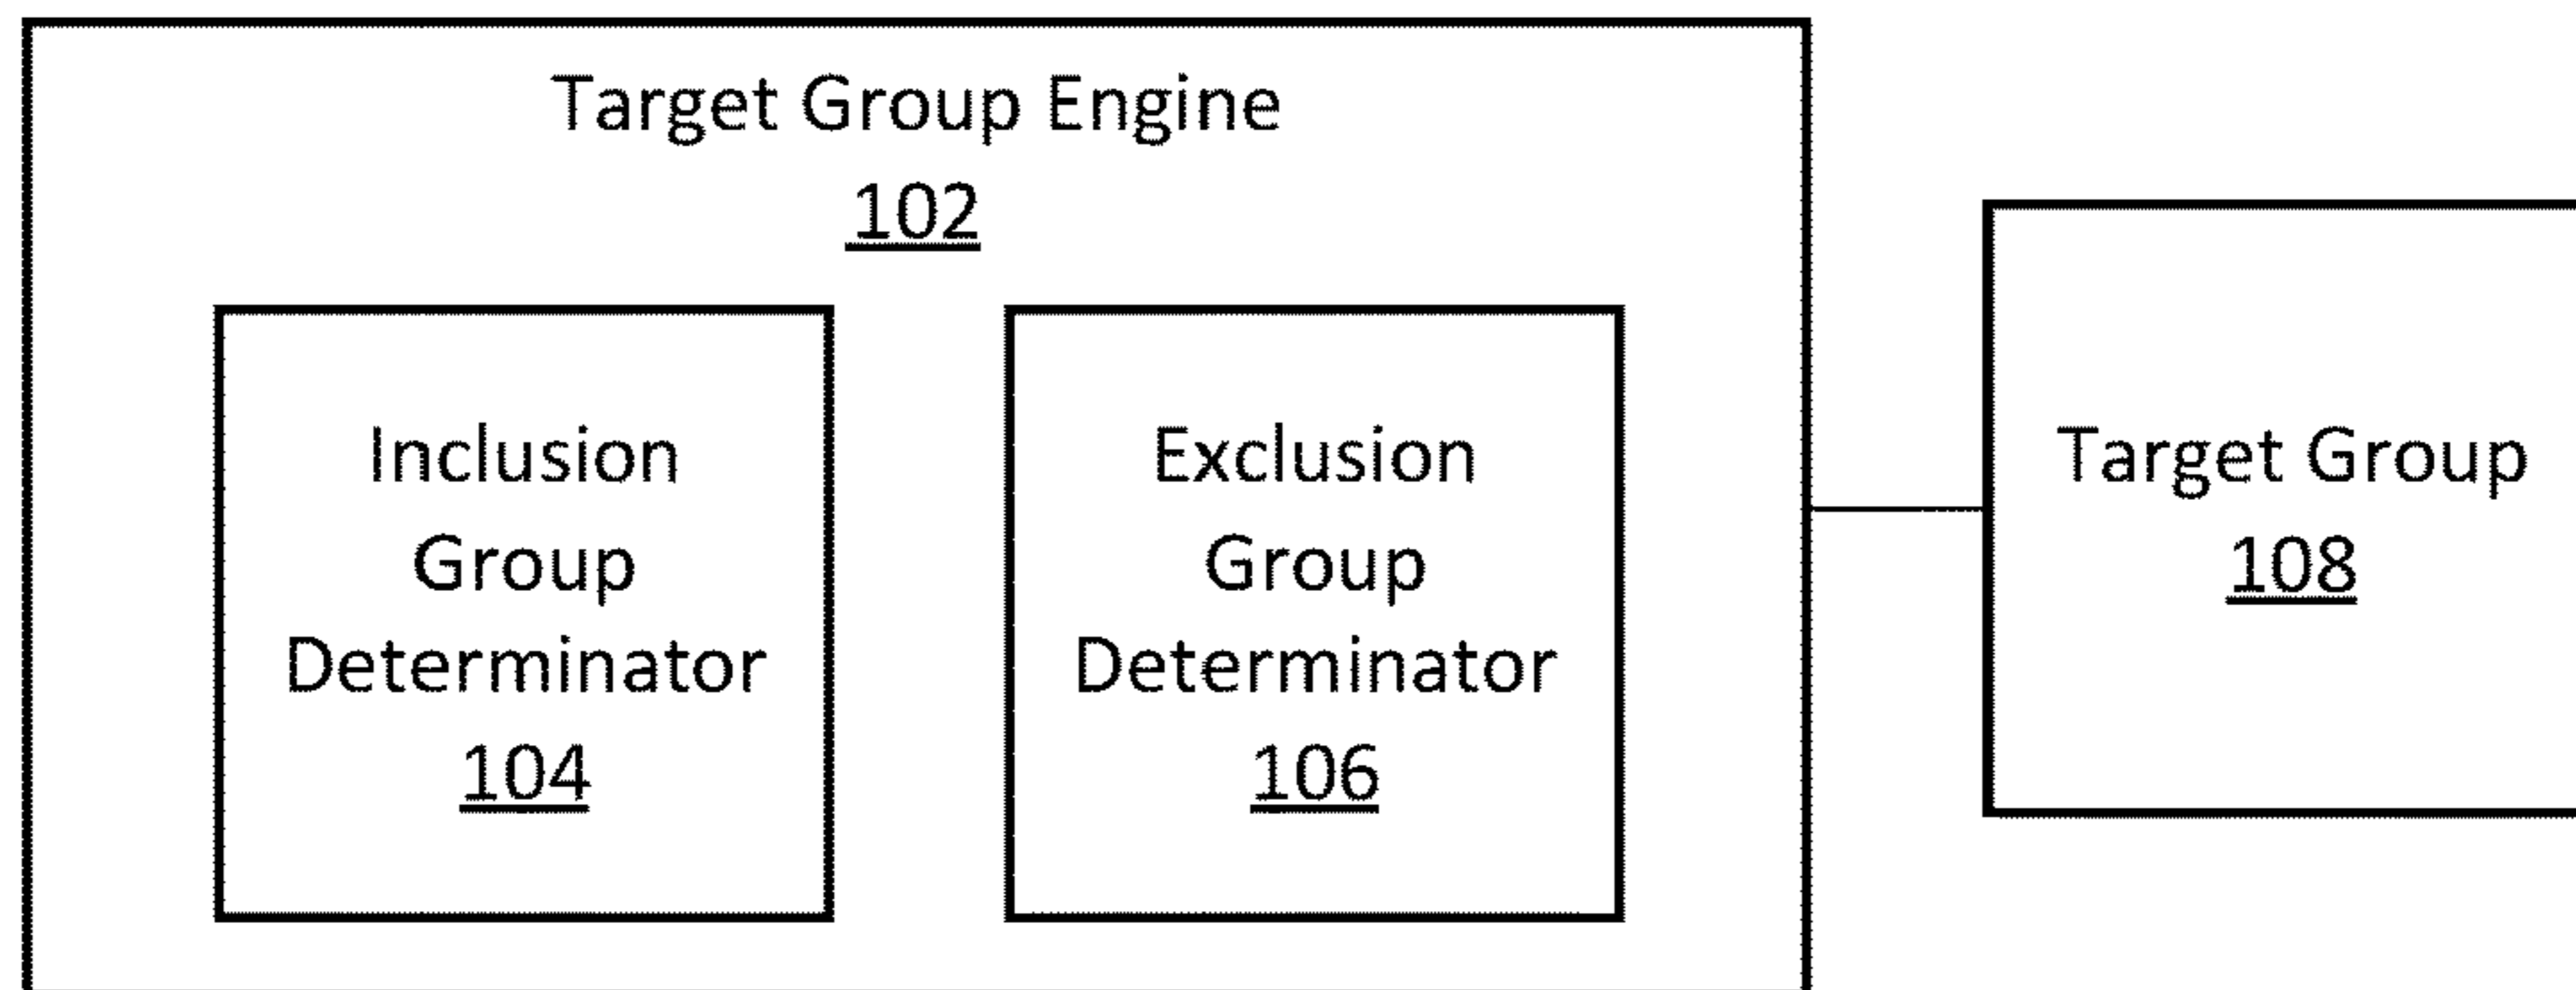 Target Group Engine
102
Inclusion
Group
Determinator
104
Exclusion
Group
Determinator
106
Target Group
108